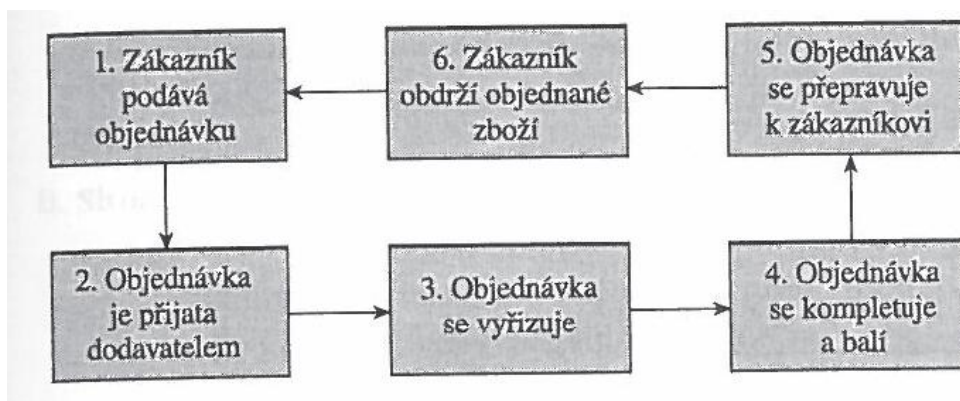 1. Zákazník
podává
objednávku
6. Zákazník
obdrží objednané
zboží
5. Objednávka
se přepravuje
k zákazníkovi
2. Objednávka
je přijata
dodavatelem
3. Objednávka
se vyřizuje
4. Objednávka
se kompletuje
a balí